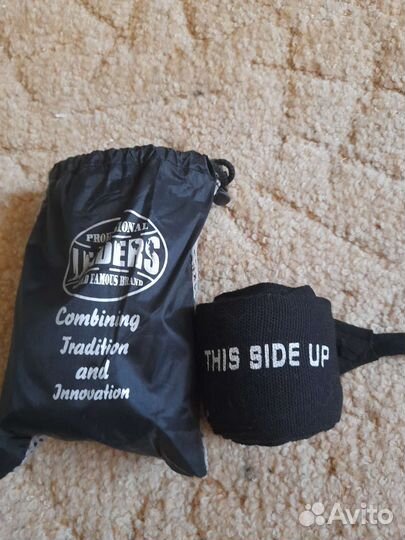 PROFESSIONAL
LEADERS
WORLD FAMOUS BRAND
Combining
Tradition
and
Innovation
THIS SIDE UP
Avito